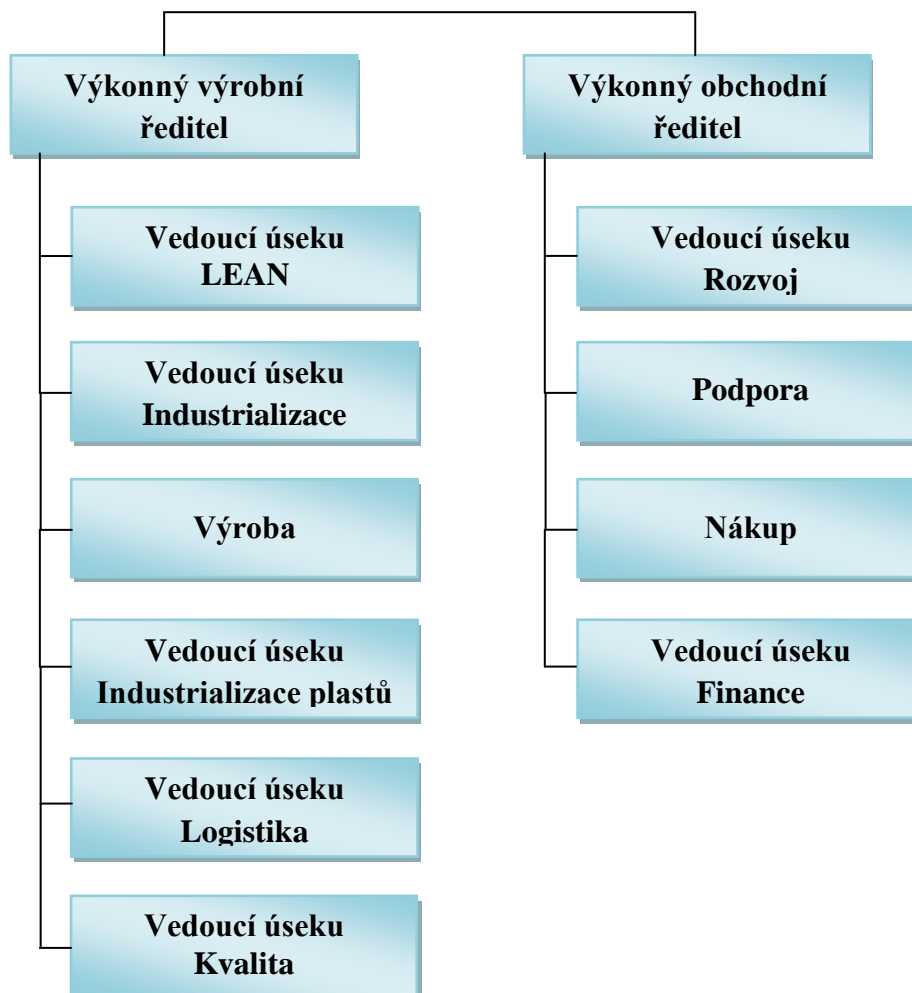 Výkonný výrobní
ředitel
Vedoucí úseku
LEAN
Vedoucí úseku
Industrializace
Výroba
Vedoucí úseku
Industrializace plastů
Vedoucí úseku
Logistika
Vedoucí úseku
Kvalita
Výkonný obchodní
ředitel
Vedoucí úseku
Rozvoj
Podpora
Nákup
Vedoucí úseku
Finance